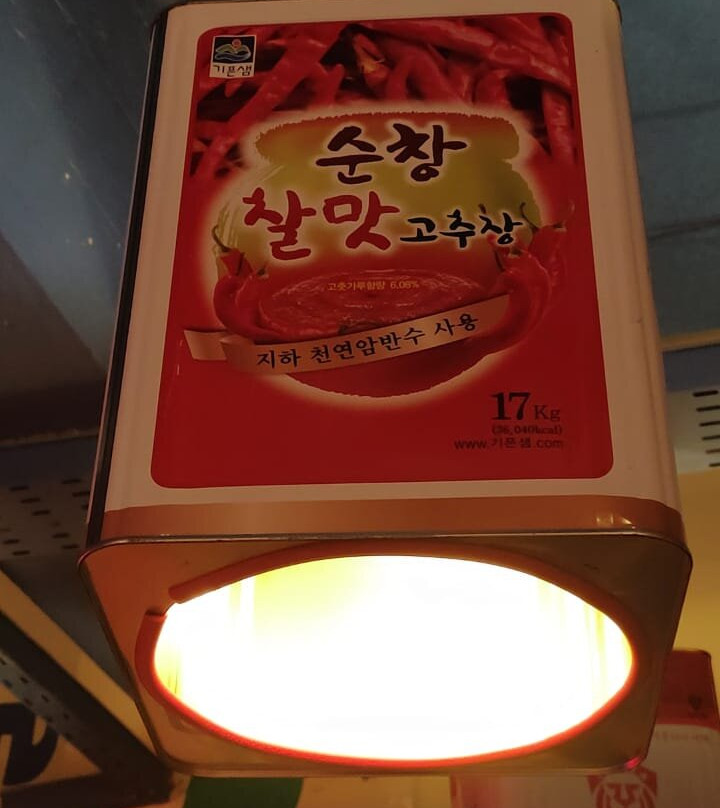 기픈샘
순창
찰맛고추장
고춧가루함량 6.08%
지하 천연암반수 사용
17Kg
(36,040kcal)
www.기픈샘.com